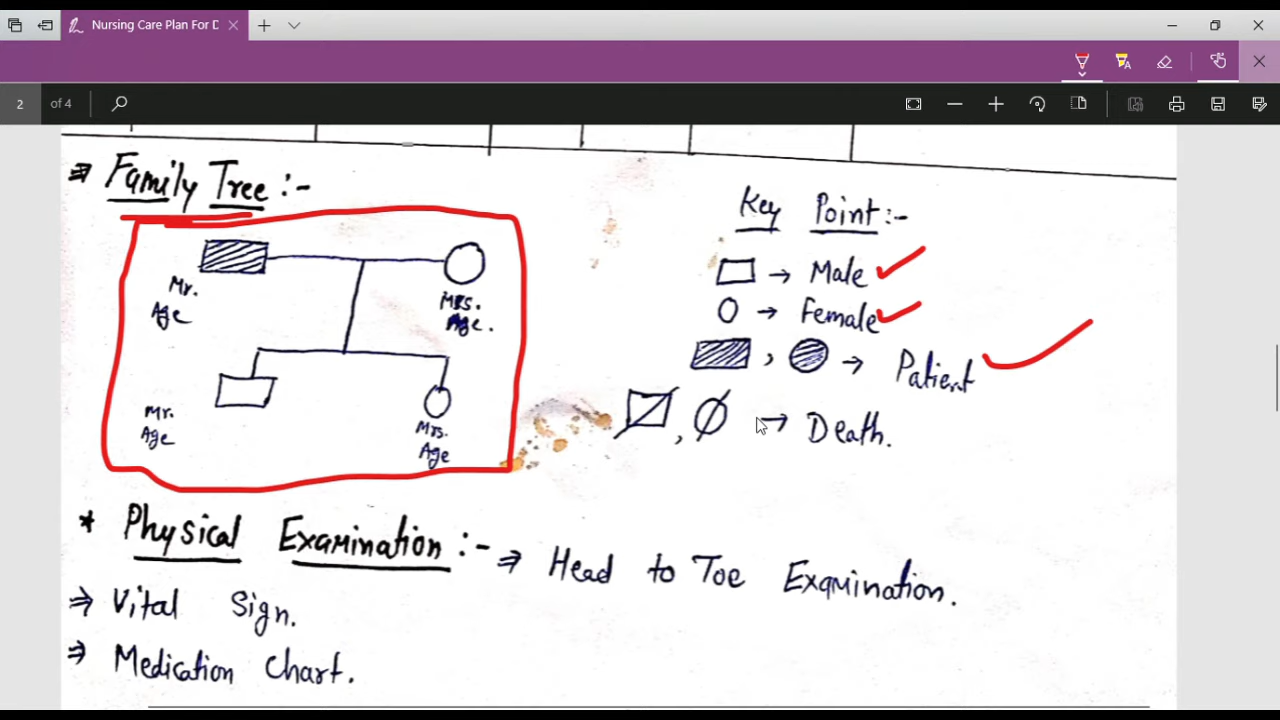 Nursing Care Plan For D
2 of 4
⇒ Family Tree :-
Key Point :-
Mr.
Age
Mrs.
Age.
→ Male
→ Female
, → Patient
, → Death.
Mr.
Age
Mrs.
Age
* Physical Examination :- ⇒ Head to Toe Examination.
⇒ Vital Sign.
⇒ Medication Chart.